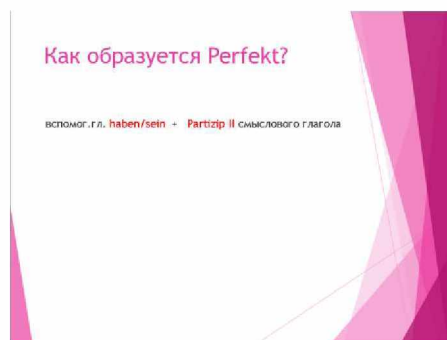 Как образуется Perfekt?
вспомог.гл. haben/sein + Partizip II смыслового глагола